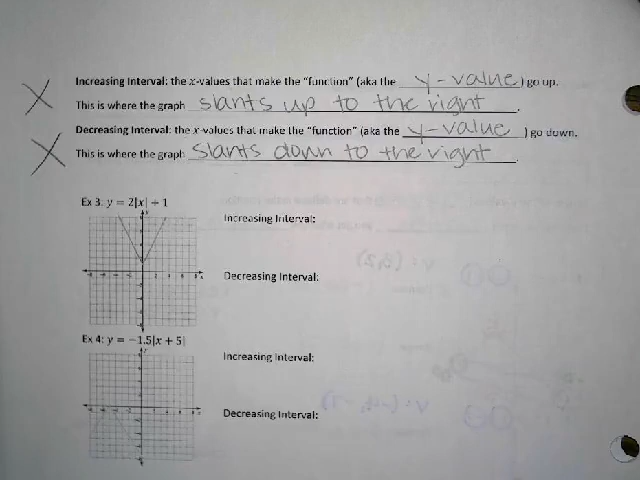 X Increasing Interval: the x-values that make the "function" (aka the y-value) go up.
This is where the graph slants up to the right.
X Decreasing Interval: the x-values that make the "function" (aka the y-value) go down.
This is where the graph slants down to the right.
Ex 3: y = 2|x| + 1
Increasing Interval:
Decreasing Interval:
Ex 4: y = -1.5|x + 5|
Increasing Interval:
Decreasing Interval: